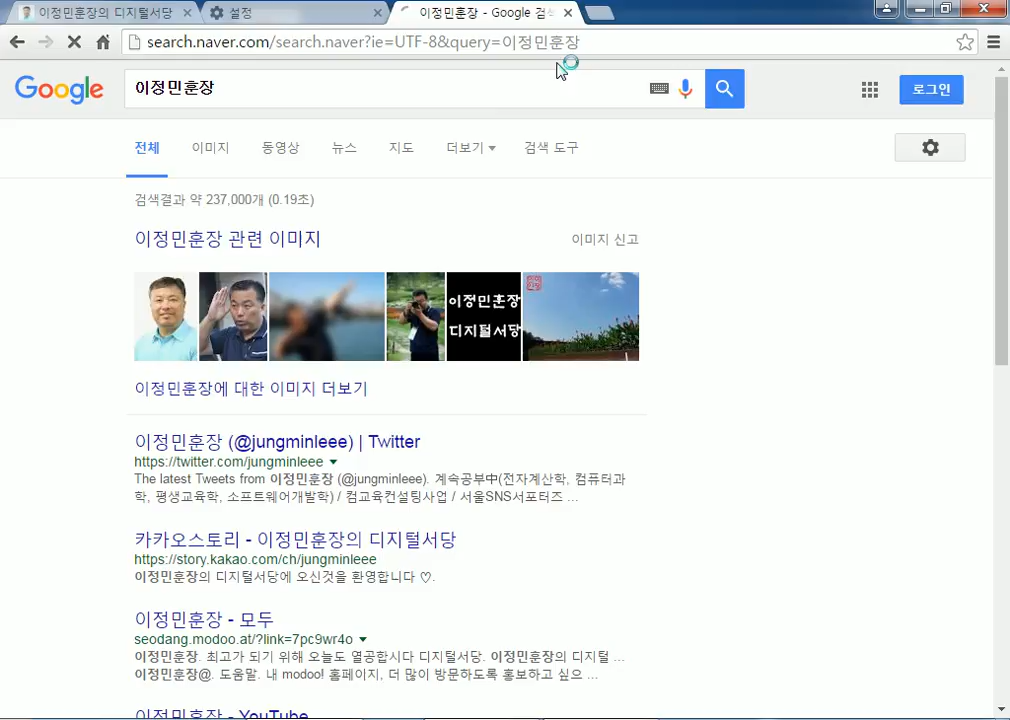 이정민훈장의 디지털서당
설정
이정민훈장 - Google 검색
search.naver.com/search.naver?ie=UTF-8&query=이정민훈장
Google
이정민훈장
로그인
전체 이미지 동영상 뉴스 지도 더보기 검색 도구
검색결과 약 237,000개 (0.19초)
이정민훈장 관련 이미지
이미지 신고
이정민훈장
디지털서당
이정민훈장에 대한 이미지 더보기
이정민훈장 (@jungminleee) | Twitter
https://twitter.com/jungminleee
The latest Tweets from 이정민훈장 (@jungminleee). 계속공부中(전자계산학, 컴퓨터과
학, 평생교육학, 소프트웨어개발학) / 컴교육컨설팅사업 / 서울SNS서포터즈 ...
카카오스토리 - 이정민훈장의 디지털서당
https://story.kakao.com/ch/jungminleee
이정민훈장의 디지털서당에 오신것을 환영합니다 ♡.
이정민훈장 - 모두
seodang.modoo.at/?link=7pc9wr4o
이정민훈장. 최고가 되기 위해 오늘도 열공합시다 디지털서당. 이정민훈장의 디지털 ...
이정민훈장@. 도움말. 내 modoo! 홈페이지, 더 많이 방문하도록 홍보하고 싶으 ...
이정민훈장 - YouTube